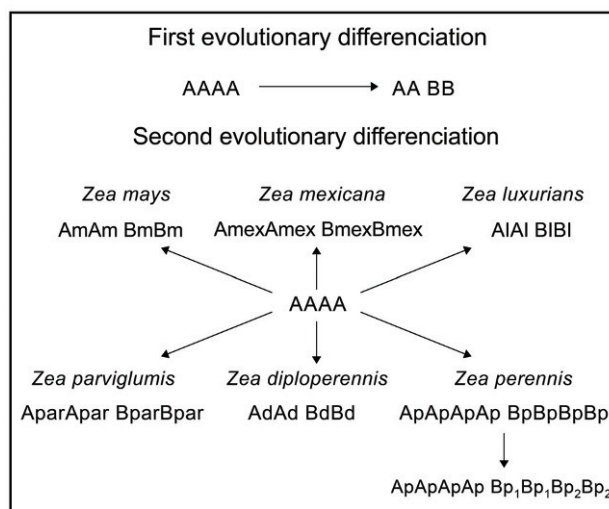 First evolutionary differenciation
AAAA AA BB
Second evolutionary differenciation
Zea mays Zea mexicana Zea luxurians
AmAm BmBm AmexAmex BmexBmex AlAl BlBl
AAAA
Zea parviglumis Zea diploperennis Zea perennis
AparApar BparBpar AdAd BdBd ApApApAp BpBpBpBp
ApApApAp Bp₁Bp₁Bp₂Bp₂